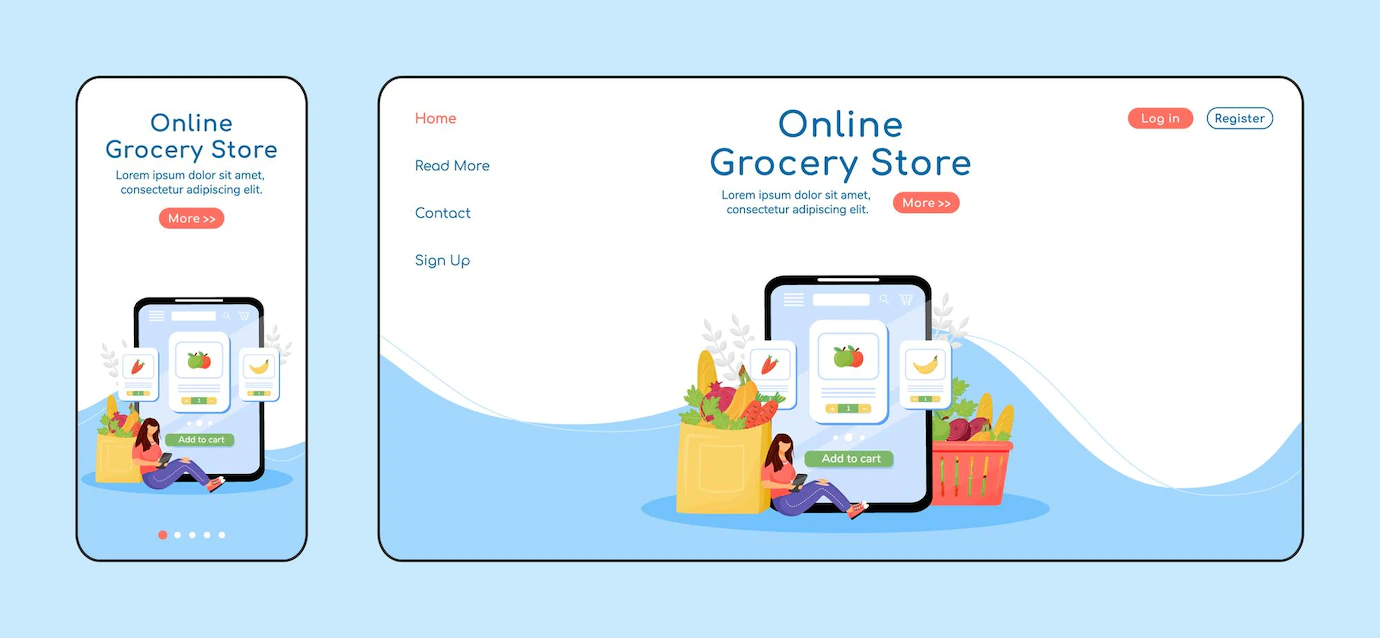 Online
Grocery Store
Lorem ipsum dolor sit amet,
consectetur adipiscing elit.
More >>
1
Add to cart
Home
Read More
Contact
Sign Up
Online
Grocery Store
Lorem ipsum dolor sit amet,
consectetur adipiscing elit.
More >>
Log in
Register
- 1 -
1
Add to cart